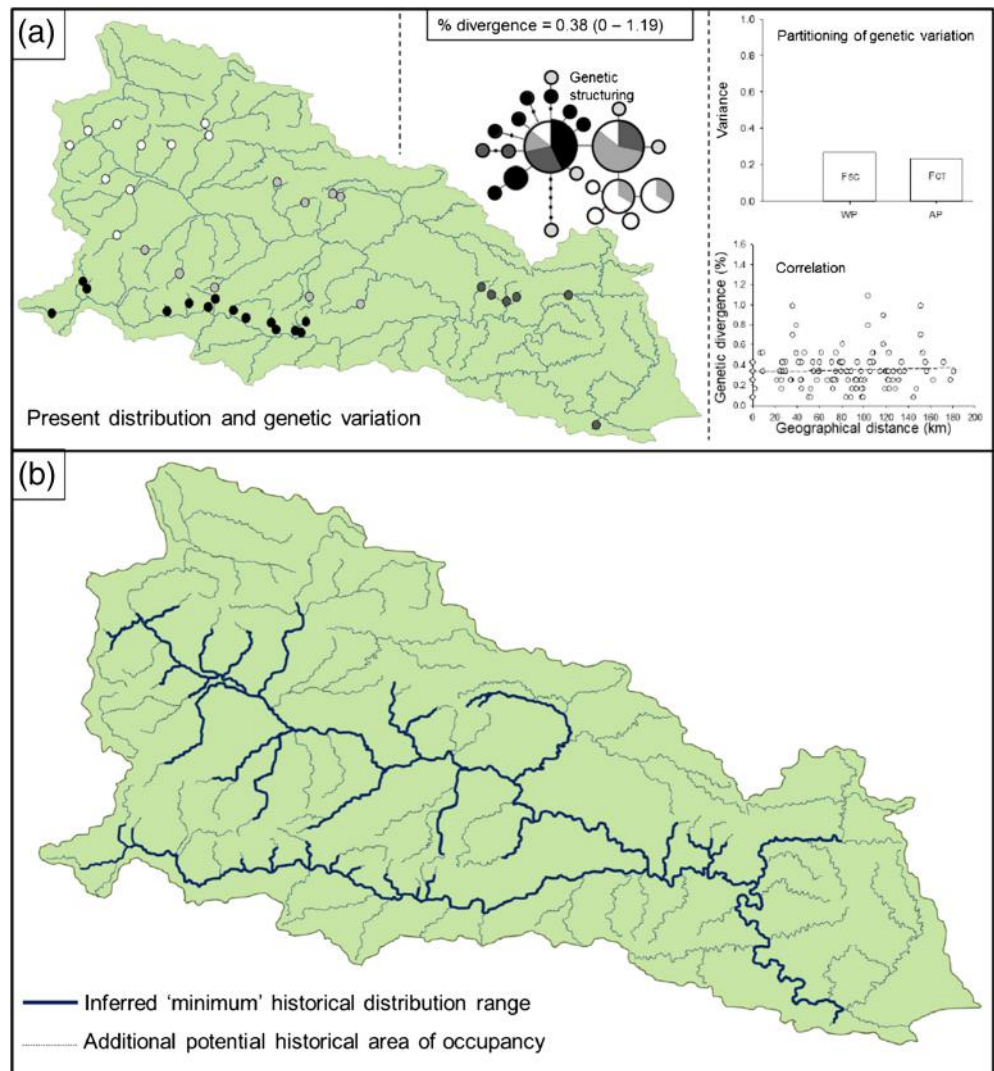 (a)
% divergence = 0.38 (0 – 1.19)
Genetic
structuring
Present distribution and genetic variation
Partitioning of genetic variation
Variance
1.0
0.8
0.6
0.4
0.2
0.0
FSC
FCT
WP
AP
Correlation
Genetic divergence (%)
1.6
1.4
1.2
1.0
0.8
0.6
0.4
0.2
0.0
0 20 40 60 80 100 120 140 160 180 200
Geographical distance (km)
(b)
Inferred ‘minimum’ historical distribution range
Additional potential historical area of occupancy